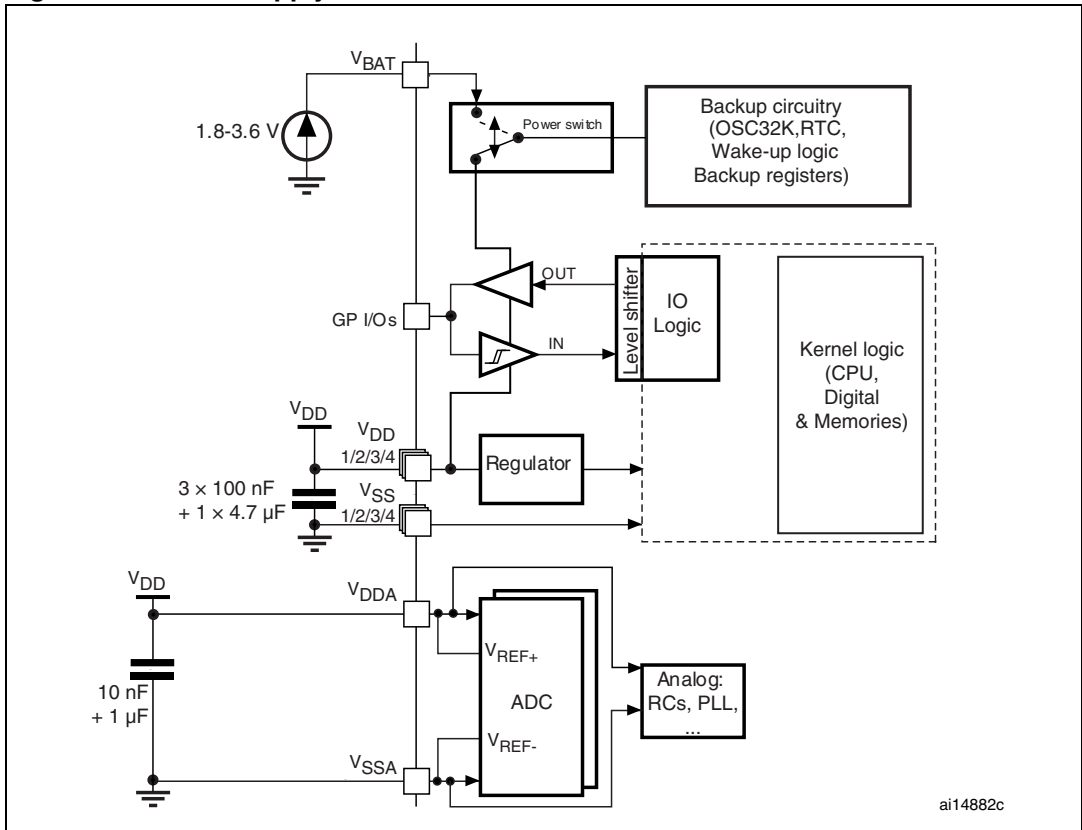 VBAT
1.8-3.6 V
Power switch
Backup circuitry
(OSC32K,RTC,
Wake-up logic
Backup registers)
OUT
GP I/Os
IN
Level shifter
IO
Logic
Kernel logic
(CPU,
Digital
& Memories)
VDD
VDD
1/2/3/4
Regulator
3 × 100 nF
+ 1 × 4.7 µF
VSS
1/2/3/4
VDD
VDDA
VREF+
ADC
VREF-
10 nF
+ 1 µF
Analog:
RCs, PLL,
...
VSSA
ai14882c